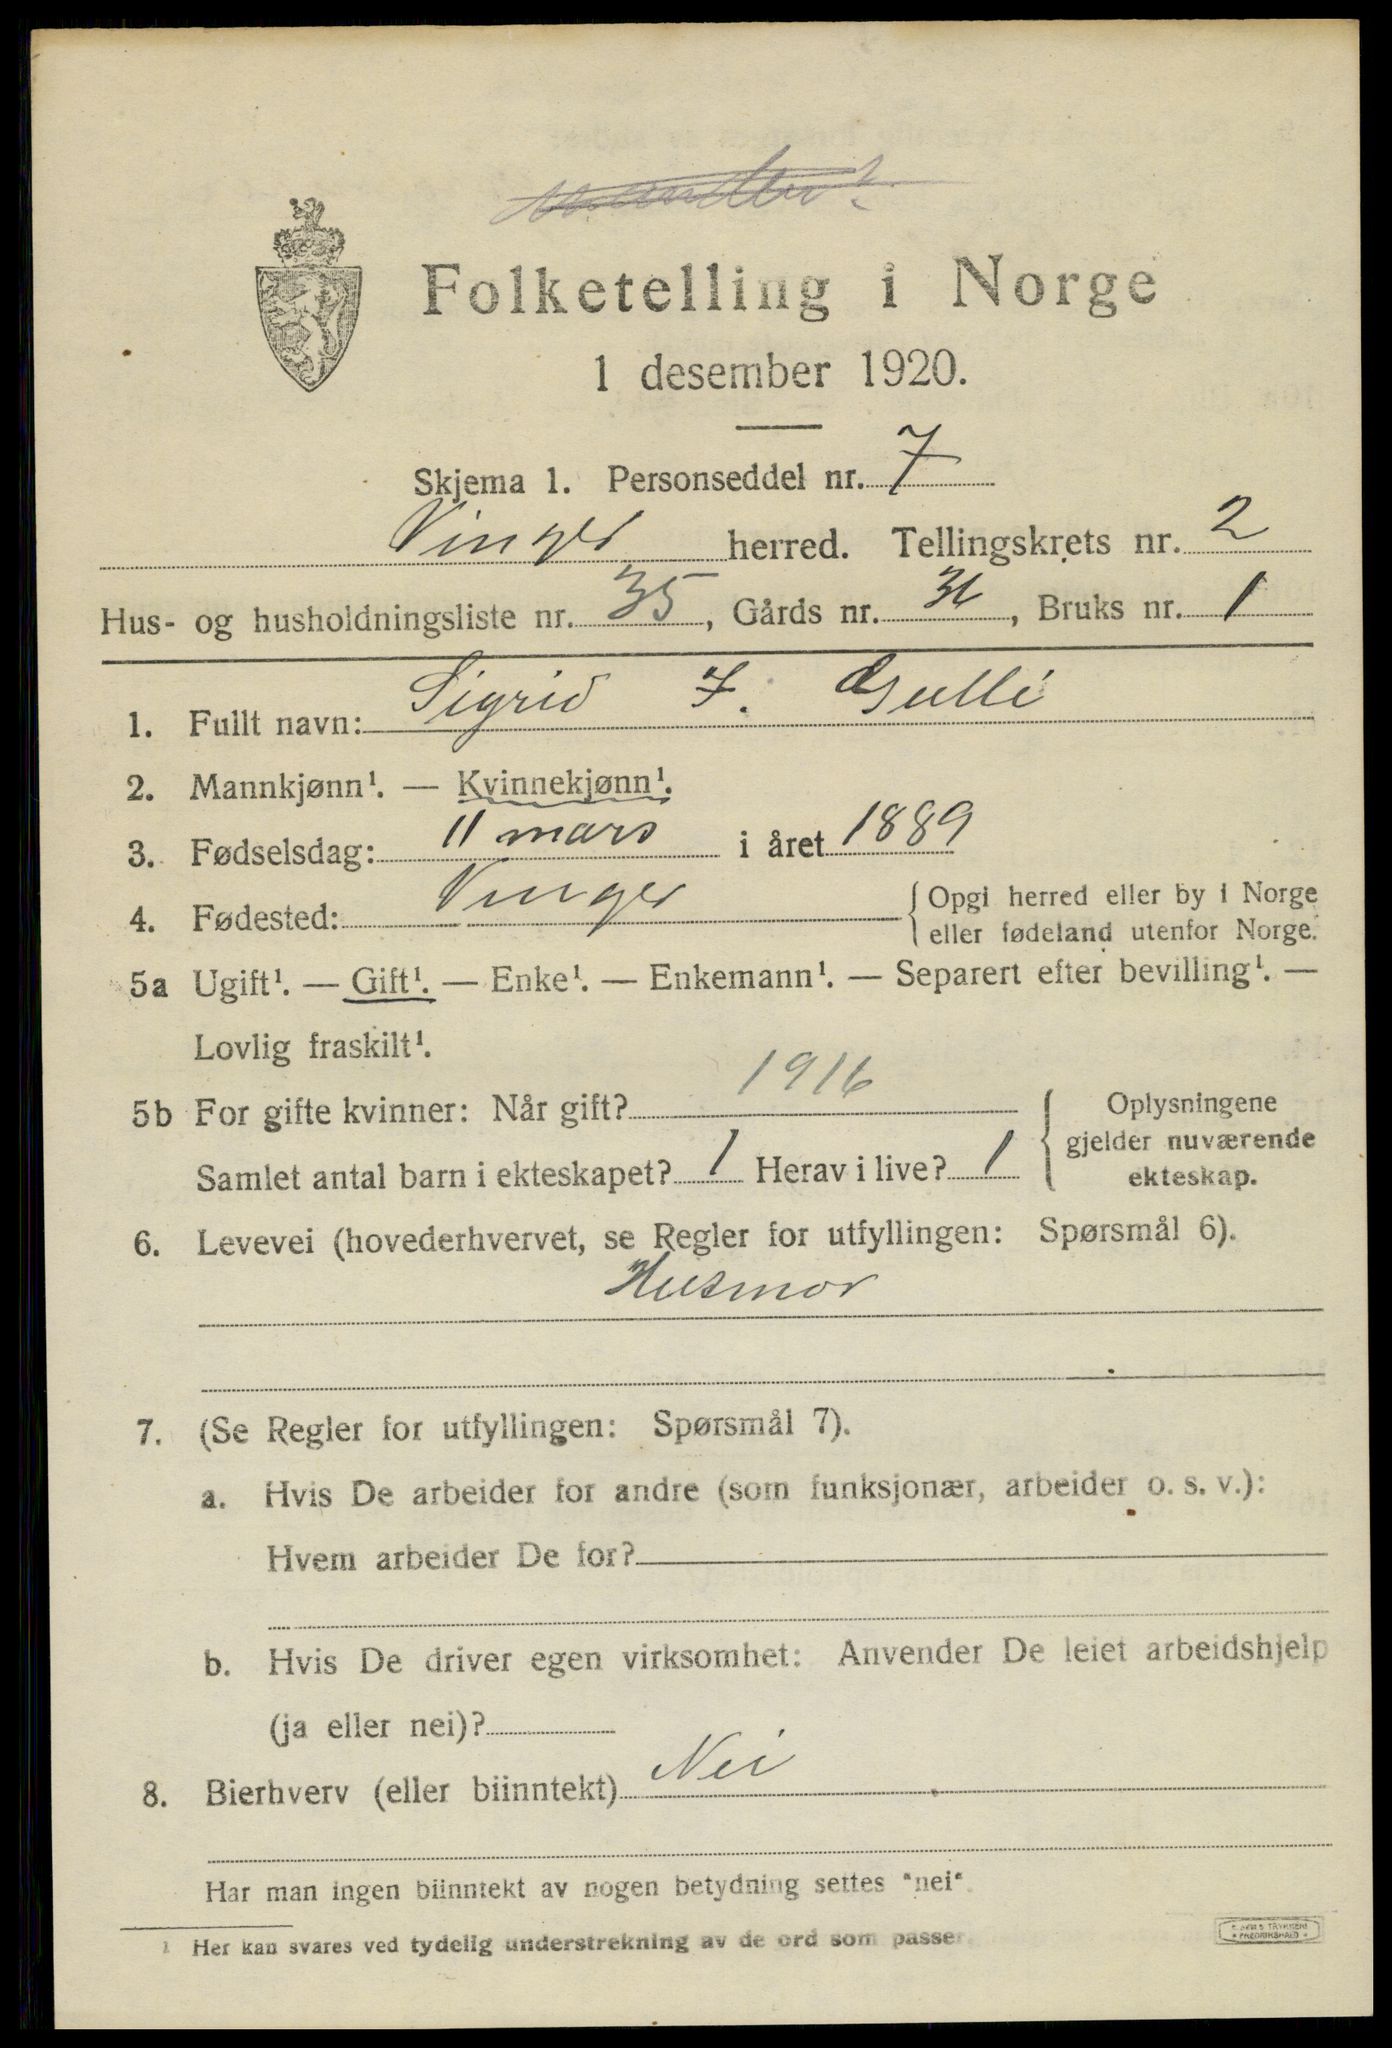 Folketelling i Norge
1 desember 1920.
Skjema 1. Personseddel nr. 7
Vinger herred. Tellingskrets nr. 2
Hus- og husholdningsliste nr. 35, Gårds nr. 31, Bruks nr. 1
1. Fullt navn: Sigrid F. Gulli
2. Mannkjønn¹. — Kvinnekjønn¹.
3. Fødselsdag: 11 mars i året 1889
4. Fødested: Vinger { Opgi herred eller by i Norge
eller fødeland utenfor Norge.
5a Ugift¹. — Gift¹. — Enke¹. — Enkemann¹. — Separert efter bevilling¹. —
Lovlig fraskilt¹.
5b For gifte kvinner: Når gift? 1916
Samlet antal barn i ekteskapet? 1 Herav i live? 1
{ Oplysningene
gjelder nuværende
ekteskap.
6. Levevei (hovederhvervet, se Regler for utfyllingen: Spørsmål 6).
Husmor
7. (Se Regler for utfyllingen: Spørsmål 7).
a. Hvis De arbeider for andre (som funksjonær, arbeider o. s. v.):
Hvem arbeider De for?
b. Hvis De driver egen virksomhet: Anvender De leiet arbeidshjelp
(ja eller nei)?
8. Bierhverv (eller biinntekt) Nei
Har man ingen biinntekt av nogen betydning settes "nei".
¹ Her kan svares ved tydelig understrekning av de ord som passer.